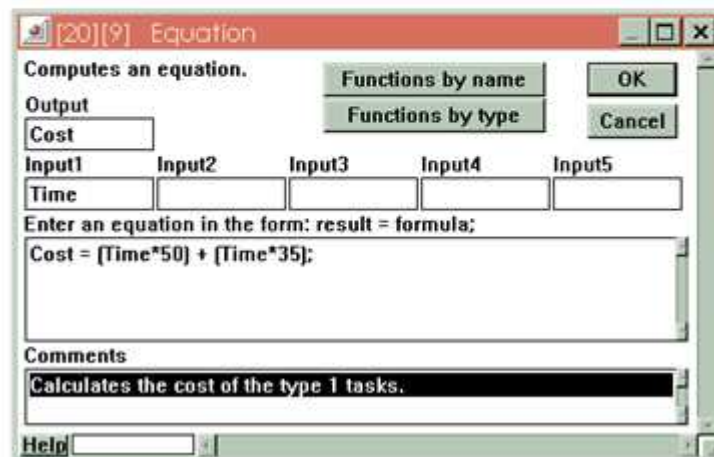 [20][9] Equation
Computes an equation.
Functions by name
OK
Output
Functions by type
Cancel
Cost
Input1 Input2 Input3 Input4 Input5
Time
Enter an equation in the form: result = formula;
Cost = (Time*50) + (Time*35);
Comments
Calculates the cost of the type 1 tasks.
Help